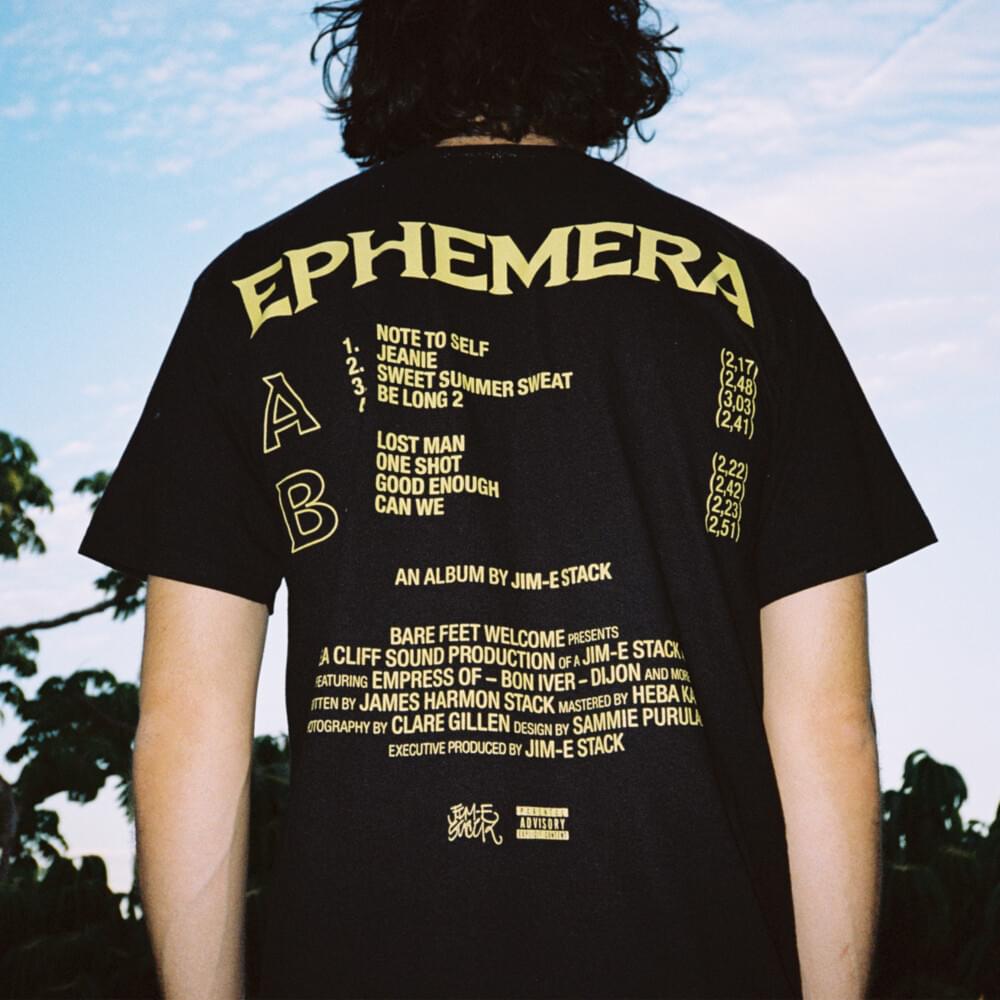 EPHEMERA
A
1. NOTE TO SELF (2,17)
2. JEANIE (2,48)
3. SWEET SUMMER SWEAT (3,03)
BE LONG 2 (2,41)
B
LOST MAN (2,22)
ONE SHOT (2,42)
GOOD ENOUGH (2,23)
CAN WE (2,51)
AN ALBUM BY JIM-E STACK
BARE FEET WELCOME PRESENTS
A CLIFF SOUND PRODUCTION OF A JIM-E STACK
FEATURING EMPRESS OF – BON IVER – DIJON AND MORE
BY JAMES HARMON STACK MASTERED BY HEBA
BY CLARE GILLEN DESIGN BY SAMMIE
EXECUTIVE PRODUCED BY JIM-E STACK
JIM-E
STACK
ADVISORY